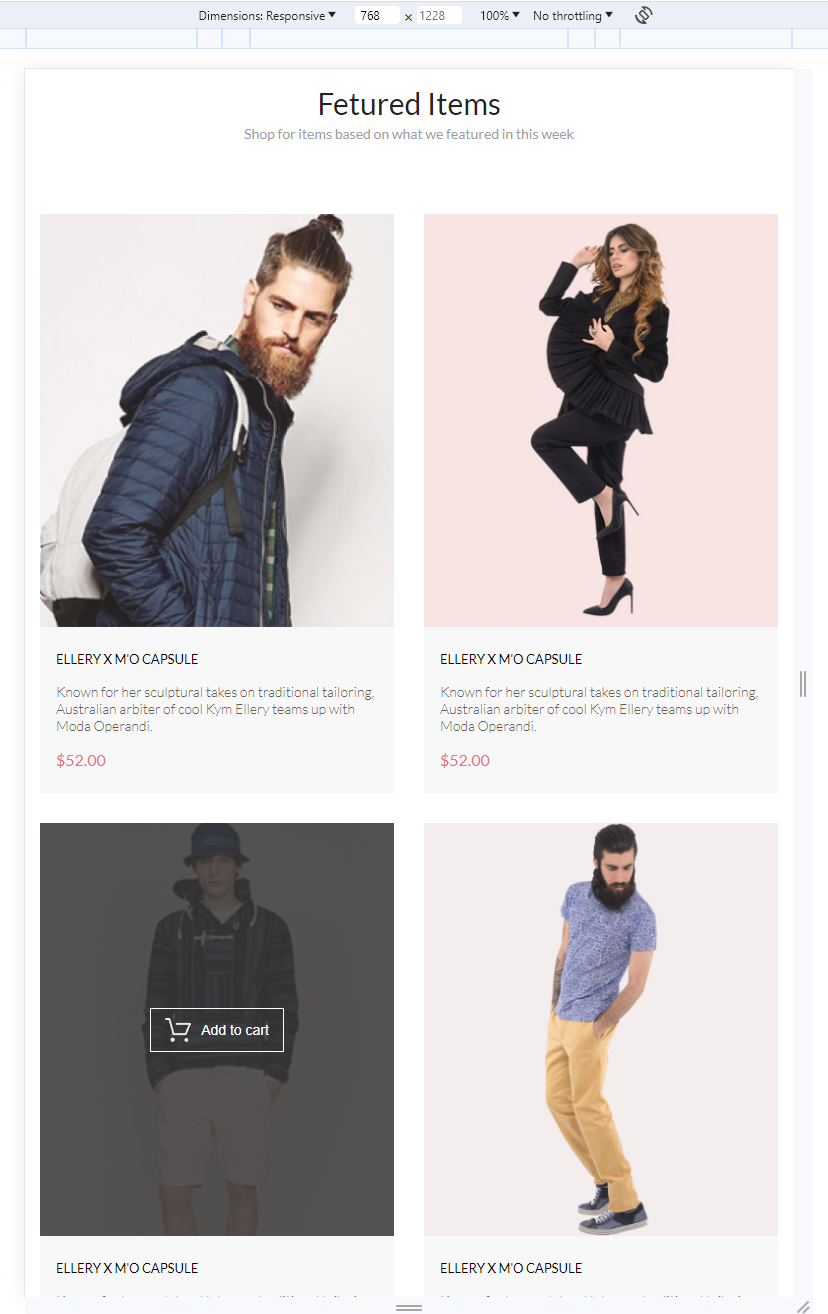 Dimensions: Responsive 768 x 1228 100% No throttling
Fetured Items
Shop for items based on what we featured in this week
ELLERY X M'O CAPSULE
Known for her sculptural takes on traditional tailoring,
Australian arbiter of cool Kym Ellery teams up with
Moda Operandi.
$52.00
ELLERY X M'O CAPSULE
Known for her sculptural takes on traditional tailoring,
Australian arbiter of cool Kym Ellery teams up with
Moda Operandi.
$52.00
Add to cart
ELLERY X M'O CAPSULE
ELLERY X M'O CAPSULE